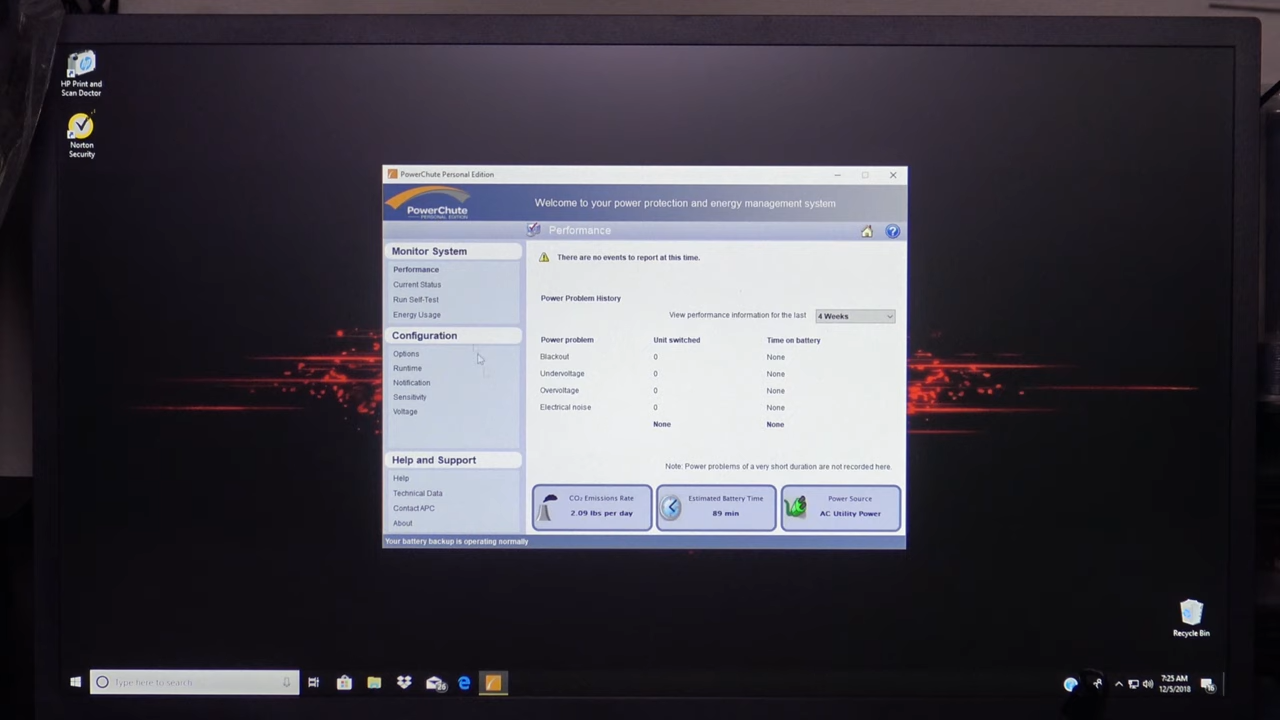 HP Print and
Scan Doctor
Norton
Security
PowerChute Personal Edition
PowerChute
PERSONAL EDITION
Welcome to your power protection and energy management system
Performance
Monitor System
Performance
Current Status
Run Self-Test
Energy Usage
Configuration
Options
Runtime
Notification
Sensitivity
Voltage
Help and Support
Help
Technical Data
Contact APC
About
There are no events to report at this time.
Power Problem History
View performance information for the last 4 Weeks
Power problem Unit switched Time on battery
Blackout 0 None
Undervoltage 0 None
Overvoltage 0 None
Electrical noise 0 None
None None
Note: Power problems of a very short duration are not recorded here.
CO₂ Emissions Rate
2.09 lbs per day
Estimated Battery Time
89 min
Power Source
AC Utility Power
Your battery backup is operating normally
Recycle Bin
Type here to search
7:25 AM
12/5/2018